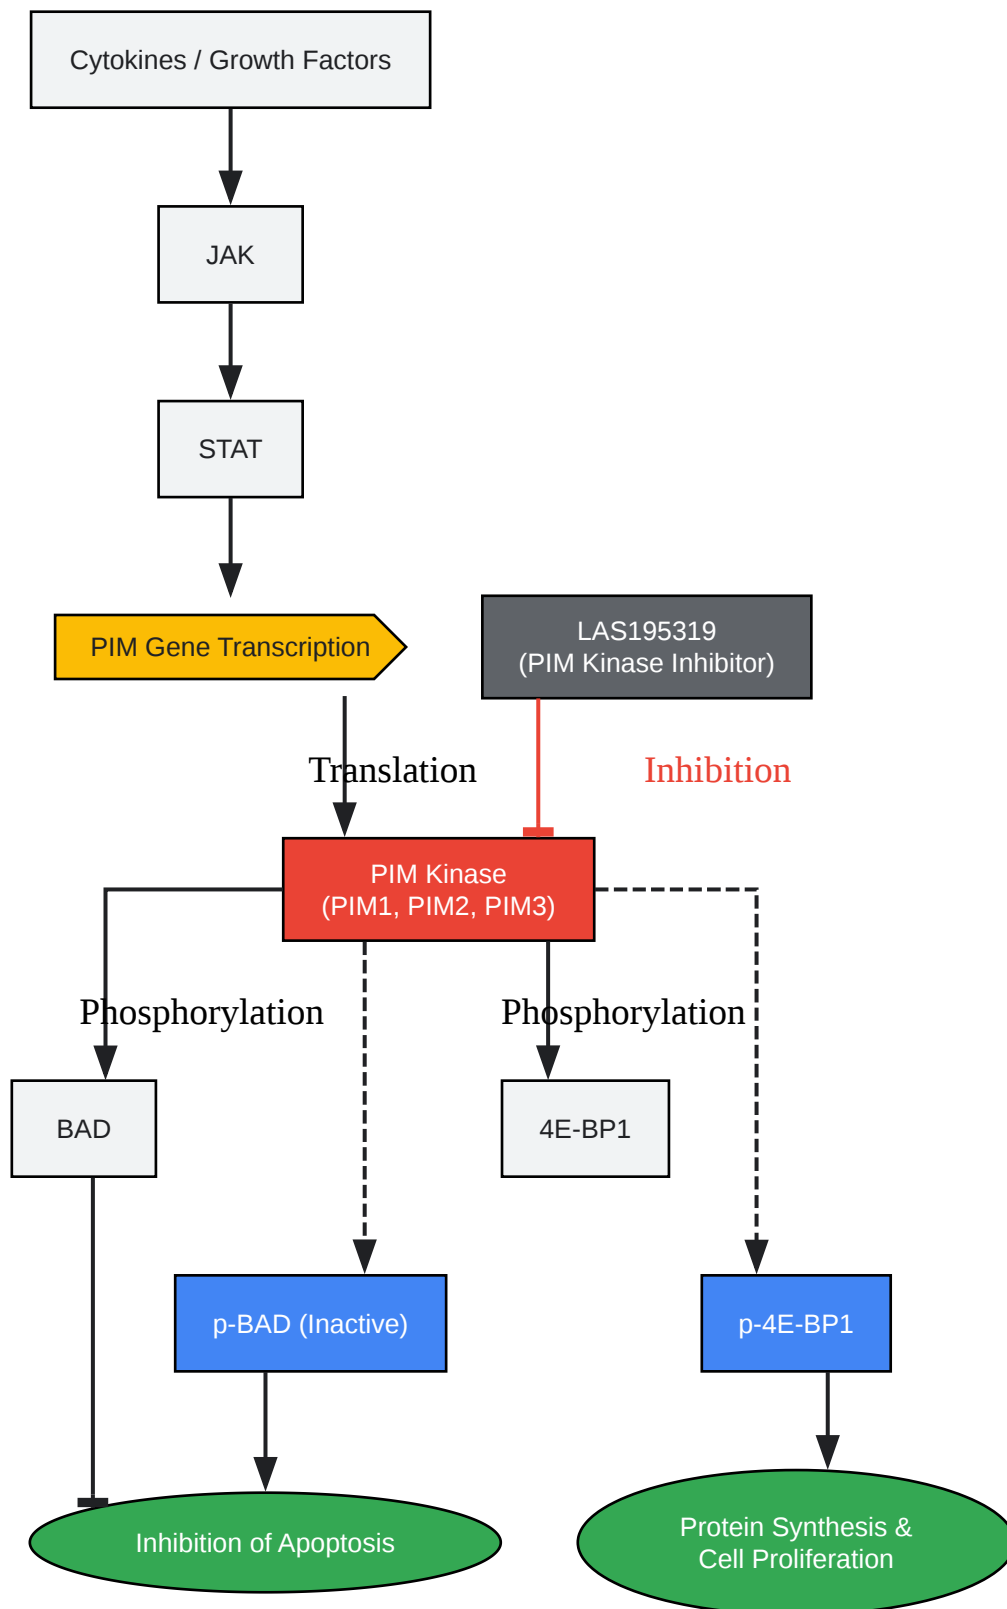 Cytokines / Growth Factors
JAK
STAT
PIM Gene Transcription
LAS195319
(PIM Kinase Inhibitor)
Translation
Inhibition
PIM Kinase
(PIM1, PIM2, PIM3)
Phosphorylation
Phosphorylation
BAD
4E-BP1
p-BAD (Inactive)
p-4E-BP1
Inhibition of Apoptosis
Protein Synthesis &
Cell Proliferation